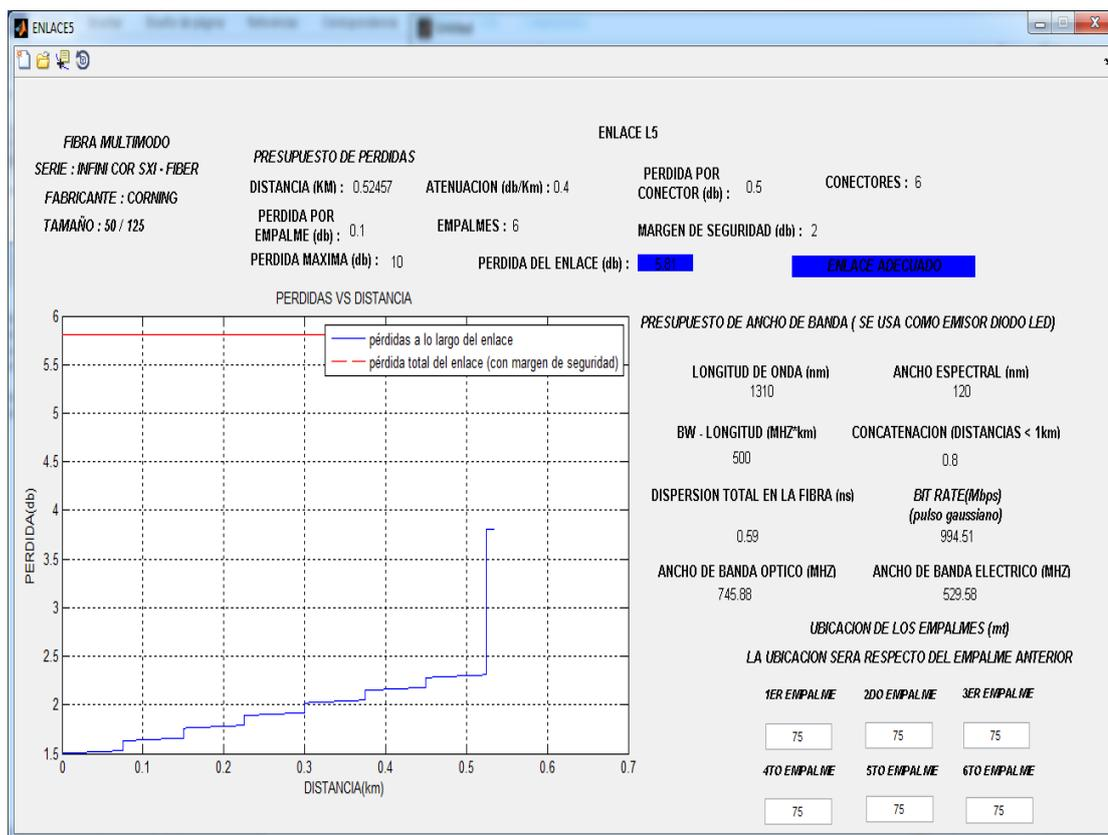 ENLACE5
ENLACE L5
FIBRA MULTIMODO
SERIE : INFINI COR SXI - FIBER
FABRICANTE : CORNING
TAMAÑO : 50 / 125
PRESUPUESTO DE PERDIDAS
DISTANCIA (KM) : 0.52457 ATENUACION (db/Km) : 0.4 PERDIDA POR CONECTOR (db) : 0.5 CONECTORES : 6
PERDIDA POR EMPALME (db) : 0.1 EMPALMES : 6 MARGEN DE SEGURIDAD (db) : 2
PERDIDA MAXIMA (db) : 10 PERDIDA DEL ENLACE (db) : 5.81 ENLACE ADECUADO
PERDIDAS VS DISTANCIA
pérdidas a lo largo del enlace
pérdida total del enlace (con margen de seguridad)
PERDIDA(db)
6
5.5
5
4.5
4
3.5
3
2.5
2
1.5
0 0.1 0.2 0.3 0.4 0.5 0.6 0.7
DISTANCIA(km)
PRESUPUESTO DE ANCHO DE BANDA ( SE USA COMO EMISOR DIODO LED)
LONGITUD DE ONDA (nm) ANCHO ESPECTRAL (nm)
1310 120
BW - LONGITUD (MHZ*km) CONCATENACION (DISTANCIAS < 1km)
500 0.8
DISPERSION TOTAL EN LA FIBRA (ns) BIT RATE(Mbps)
(pulso gaussiano)
0.59 994.51
ANCHO DE BANDA OPTICO (MHZ) ANCHO DE BANDA ELECTRICO (MHZ)
745.88 529.58
UBICACION DE LOS EMPALMES (mt)
LA UBICACION SERA RESPECTO DEL EMPALME ANTERIOR
1ER EMPALME 2DO EMPALME 3ER EMPALME
75 75 75
4TO EMPALME 5TO EMPALME 6TO EMPALME
75 75 75